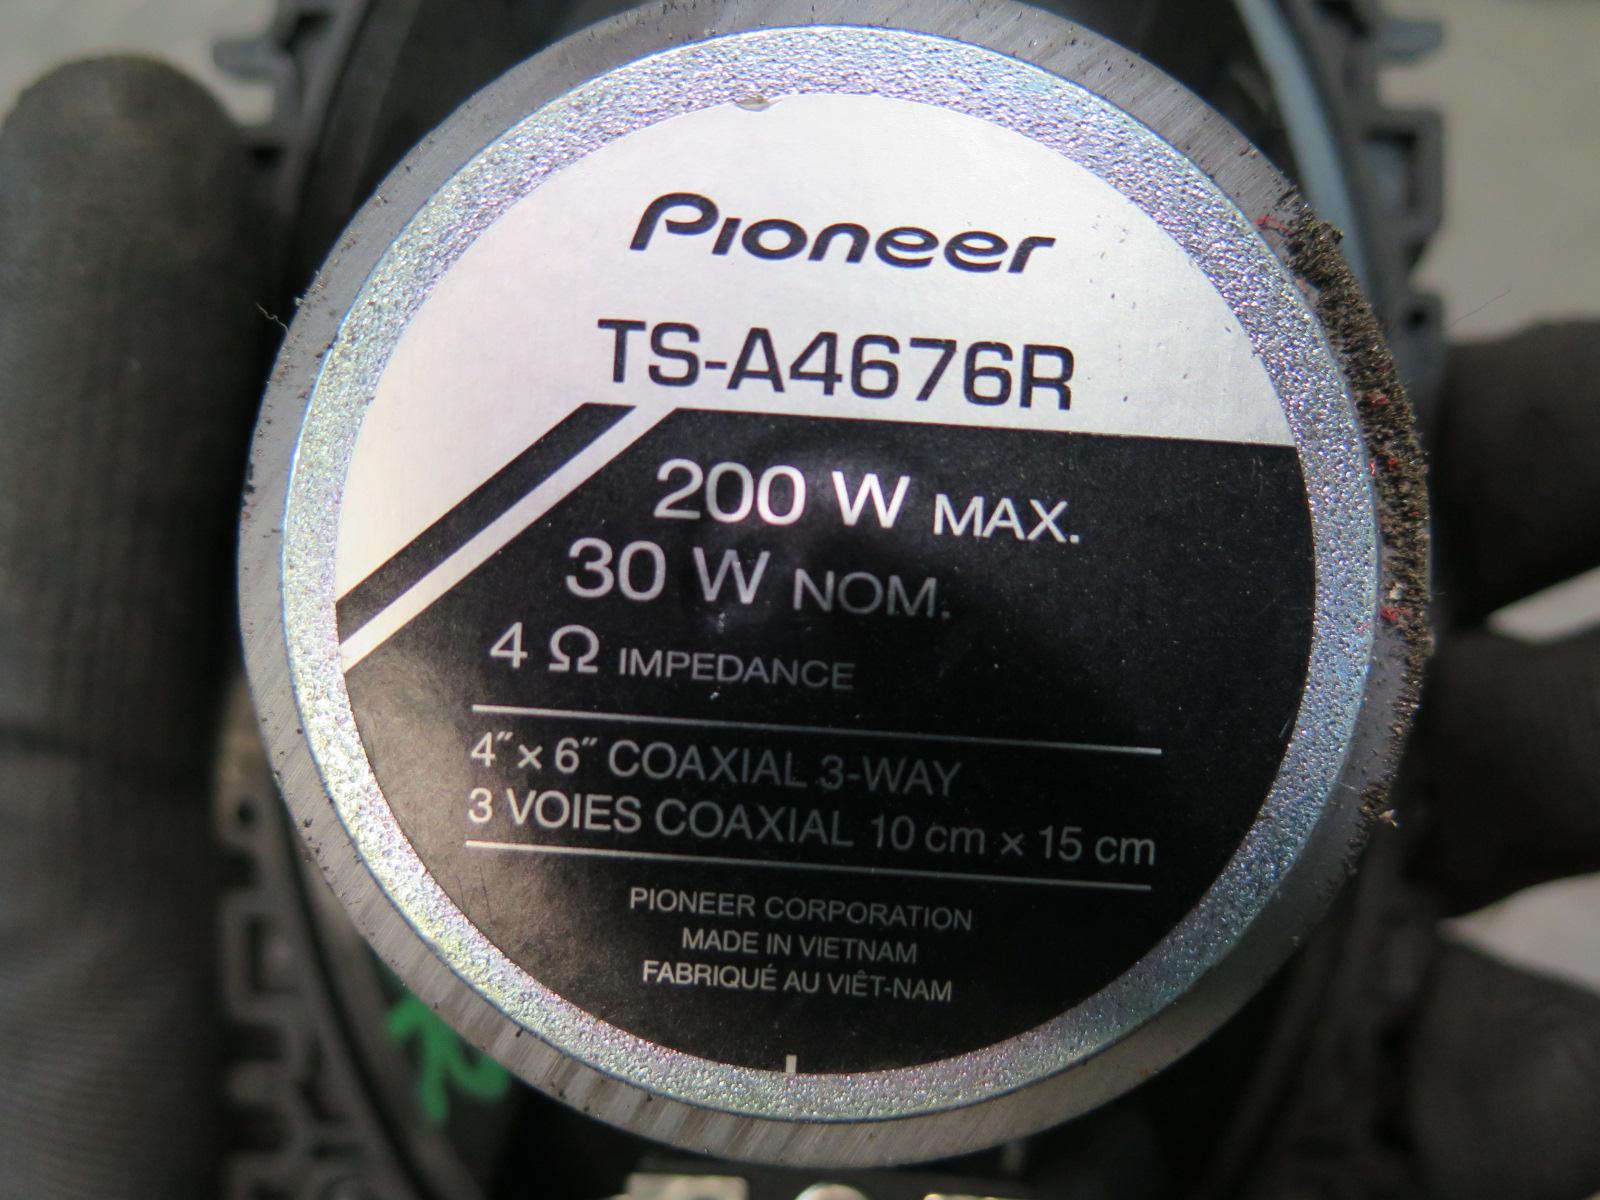 Pioneer
TS-A4676R
200 W MAX.
30 W NOM.
4 Ω IMPEDANCE
4″ × 6″ COAXIAL 3-WAY
3 VOIES COAXIAL 10 cm × 15 cm
PIONEER CORPORATION
MADE IN VIETNAM
FABRIQUÉ AU VIÊT-NAM